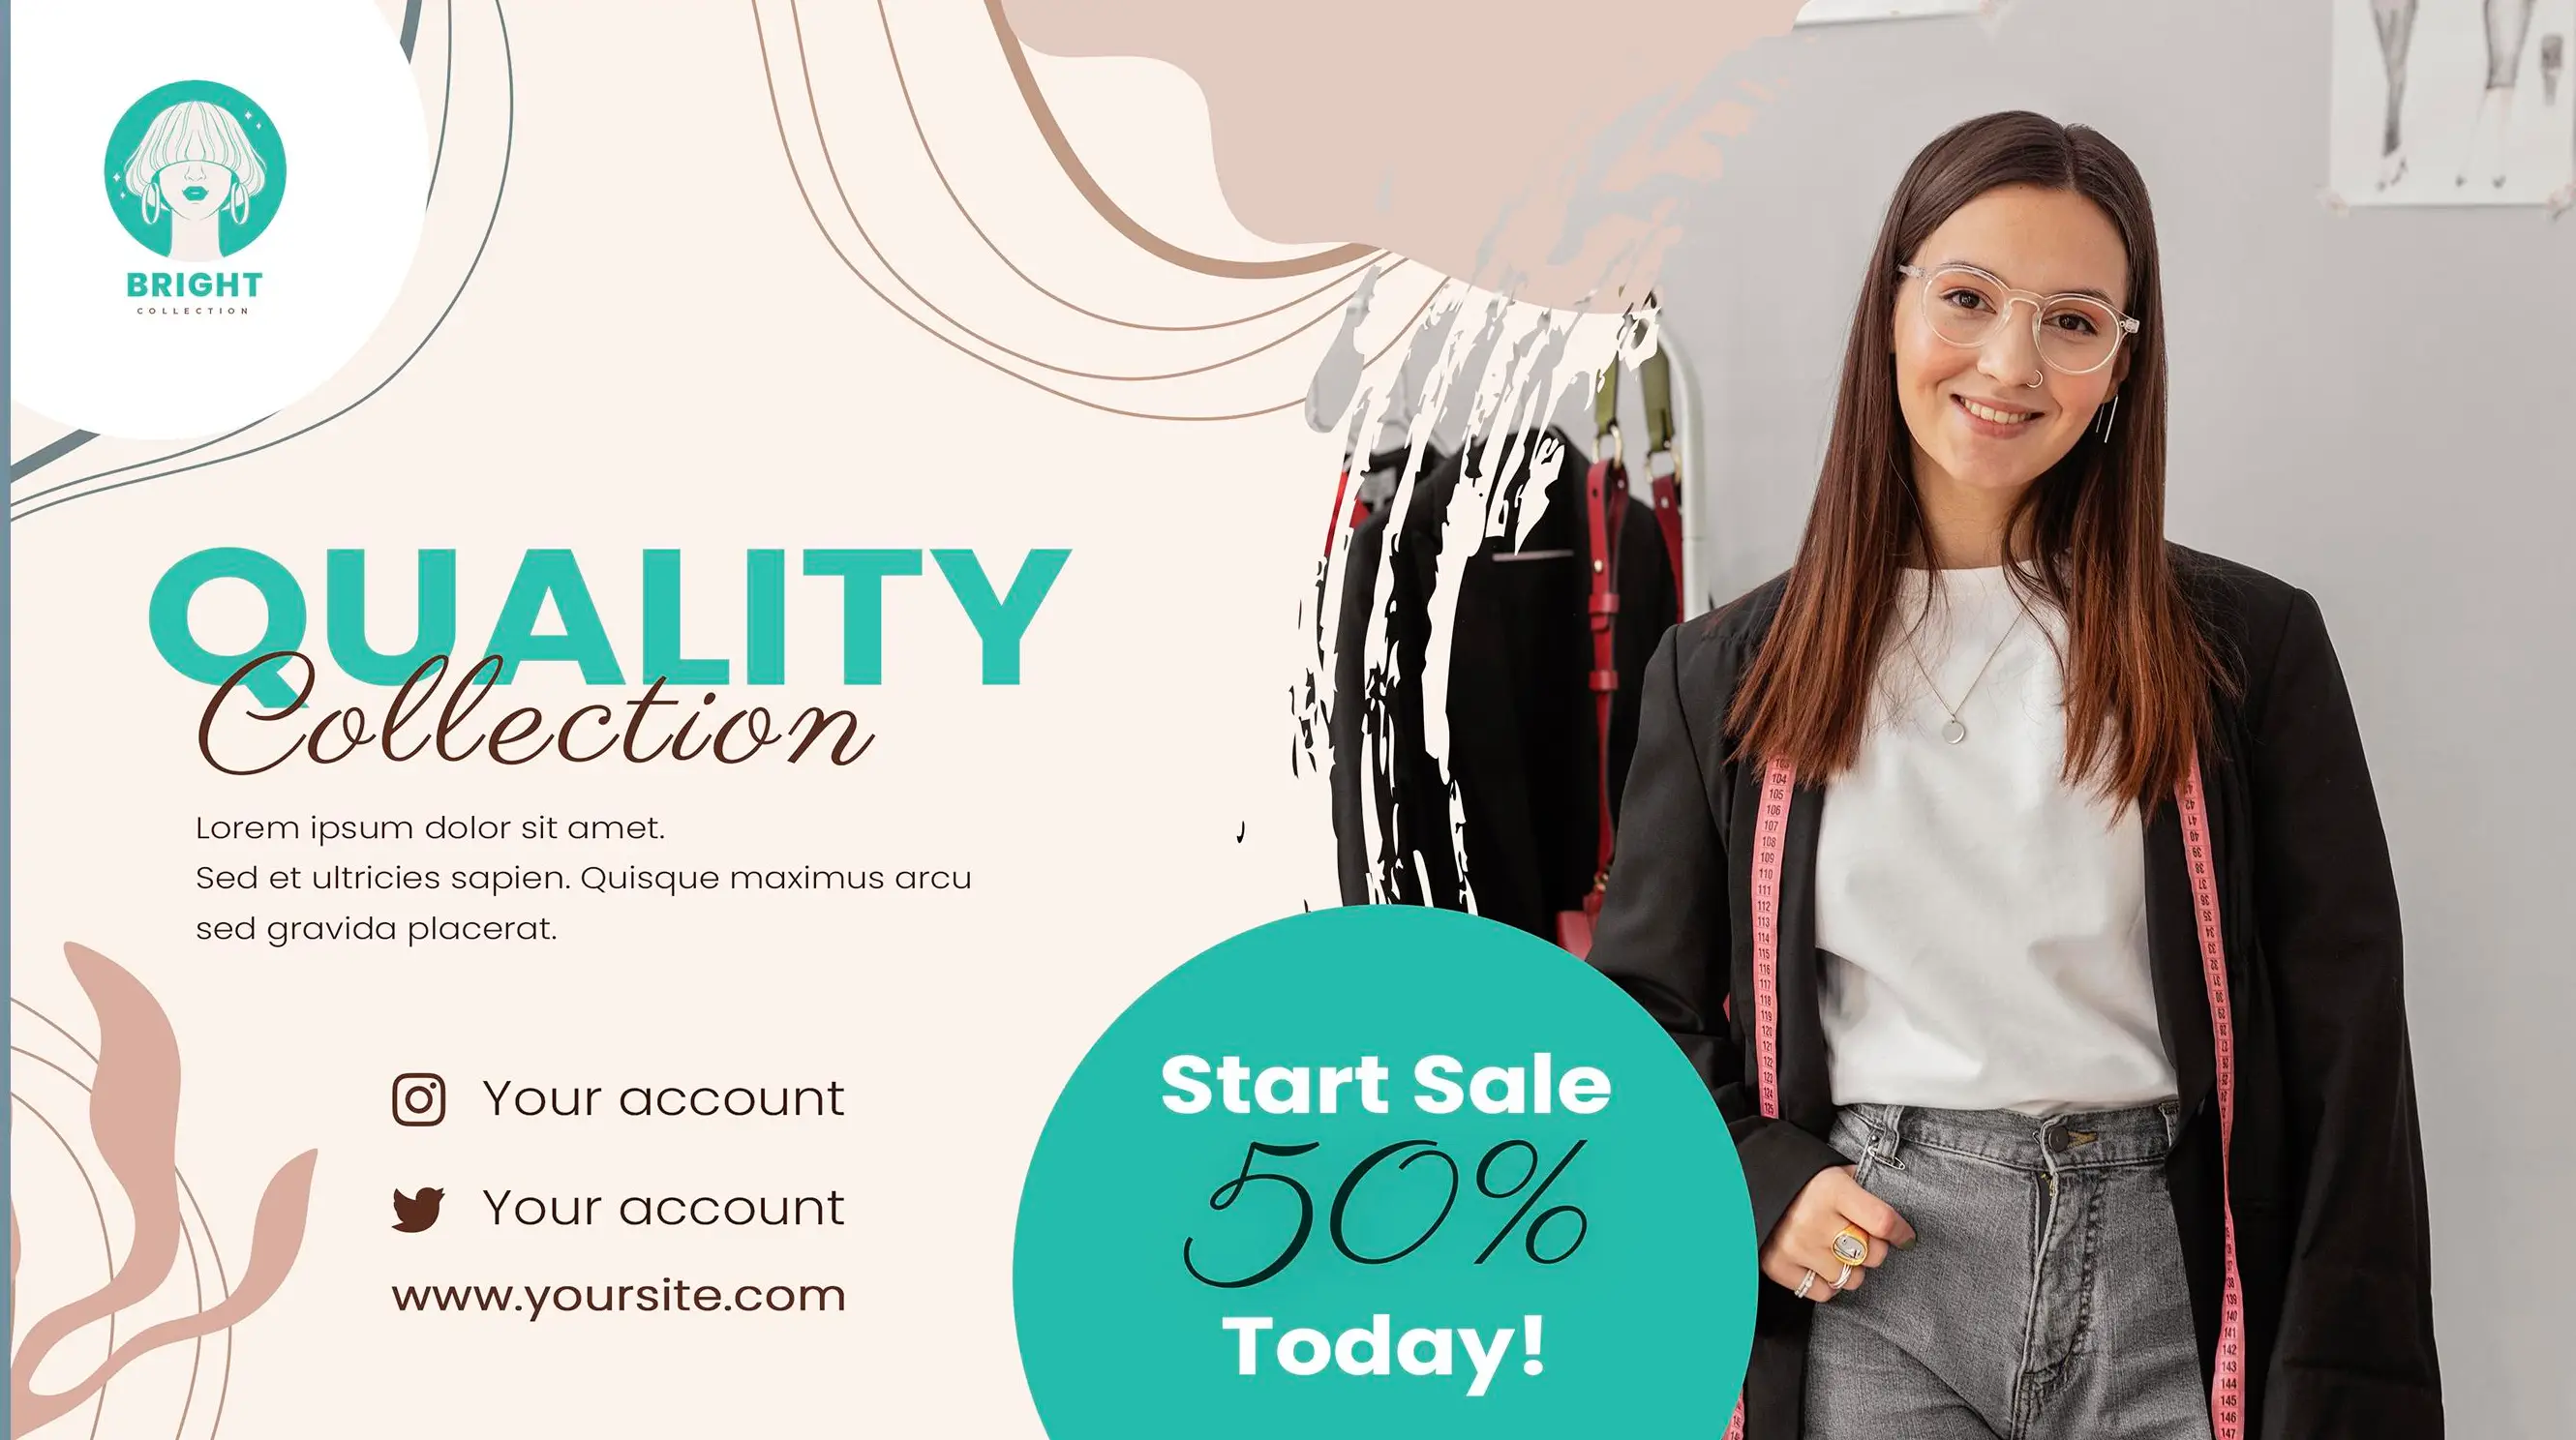 BRIGHT
COLLECTION
QUALITY
Collection
Lorem ipsum dolor sit amet.
Sed et ultricies sapien. Quisque maximus arcu
sed gravida placerat.
Your account
Your account
www.yoursite.com
Start Sale
50%
Today!